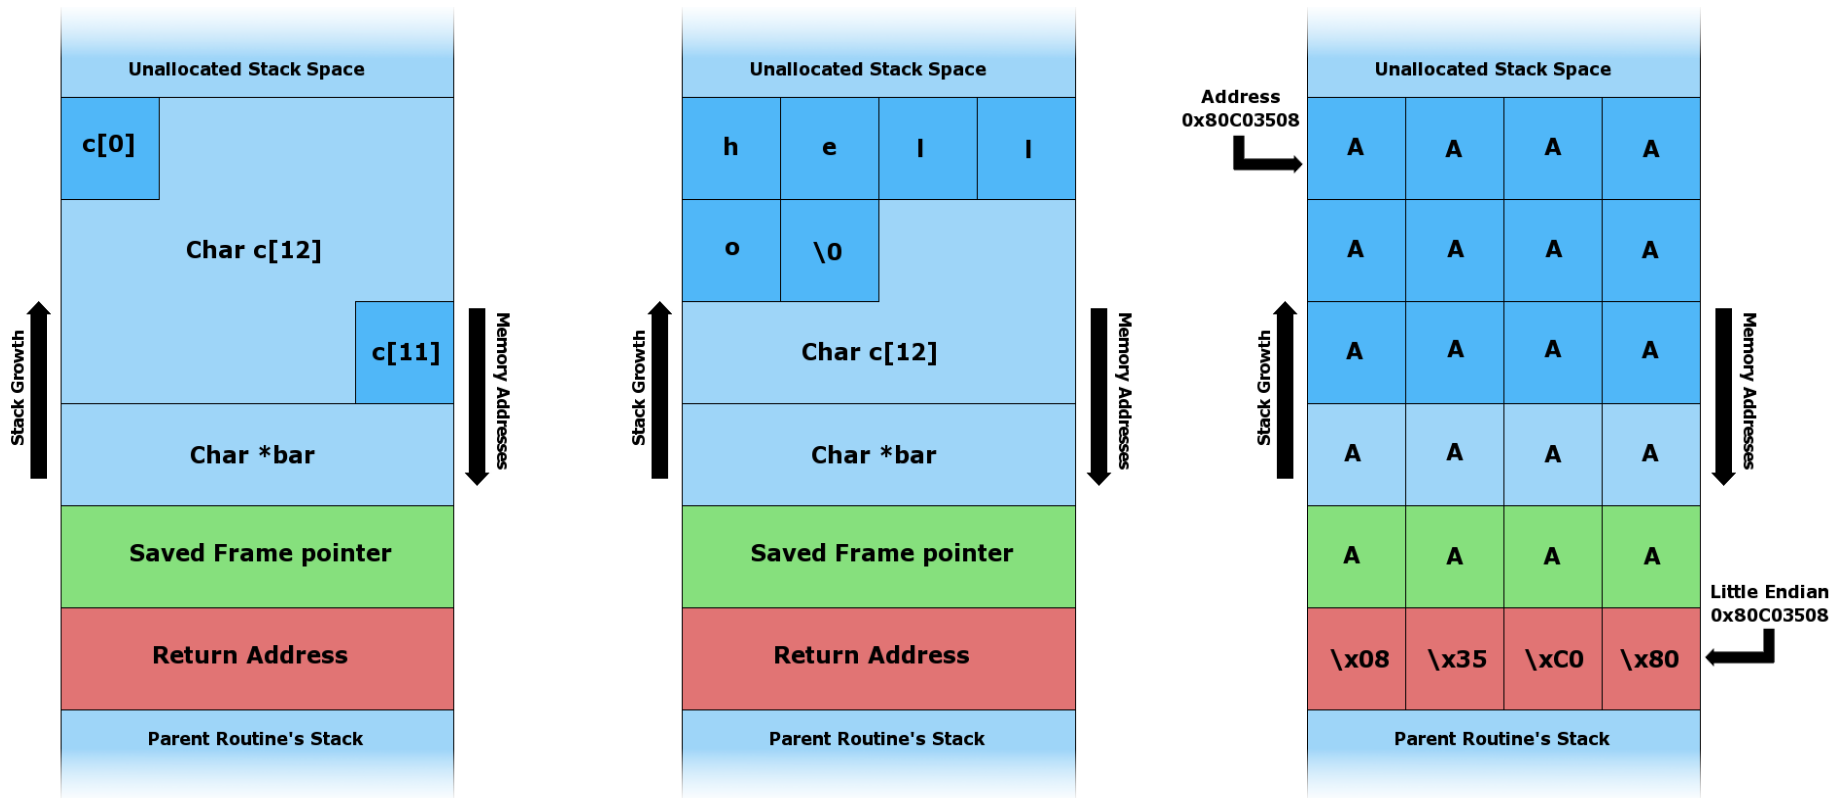 Unallocated Stack Space
c[0]
Char c[12]
c[11]
Char *bar
Saved Frame pointer
Return Address
Parent Routine's Stack
Stack Growth
Memory Addresses
Unallocated Stack Space
h e l l
o \0
Char c[12]
Char *bar
Saved Frame pointer
Return Address
Parent Routine's Stack
Stack Growth
Memory Addresses
Address
0x80C03508
Unallocated Stack Space
A A A A
A A A A
A A A A
A A A A
A A A A
\x08 \x35 \xC0 \x80
Parent Routine's Stack
Stack Growth
Memory Addresses
Little Endian
0x80C03508